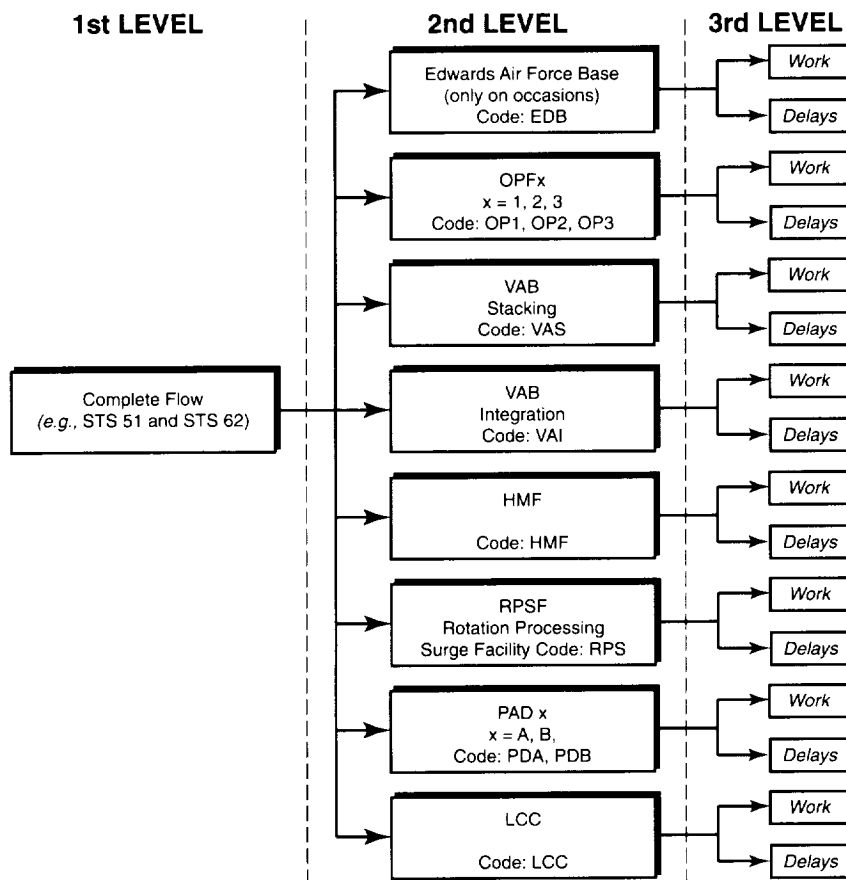 1st LEVEL
2nd LEVEL
3rd LEVEL
Complete Flow
(e.g., STS 51 and STS 62)
Edwards Air Force Base
(only on occasions)
Code: EDB
Work
Delays
OPFx
x = 1, 2, 3
Code: OP1, OP2, OP3
Work
Delays
VAB
Stacking
Code: VAS
Work
Delays
VAB
Integration
Code: VAI
Work
Delays
HMF
Code: HMF
Work
Delays
RPSF
Rotation Processing
Surge Facility Code: RPS
Work
Delays
PAD x
x = A, B,
Code: PDA, PDB
Work
Delays
LCC
Code: LCC
Work
Delays